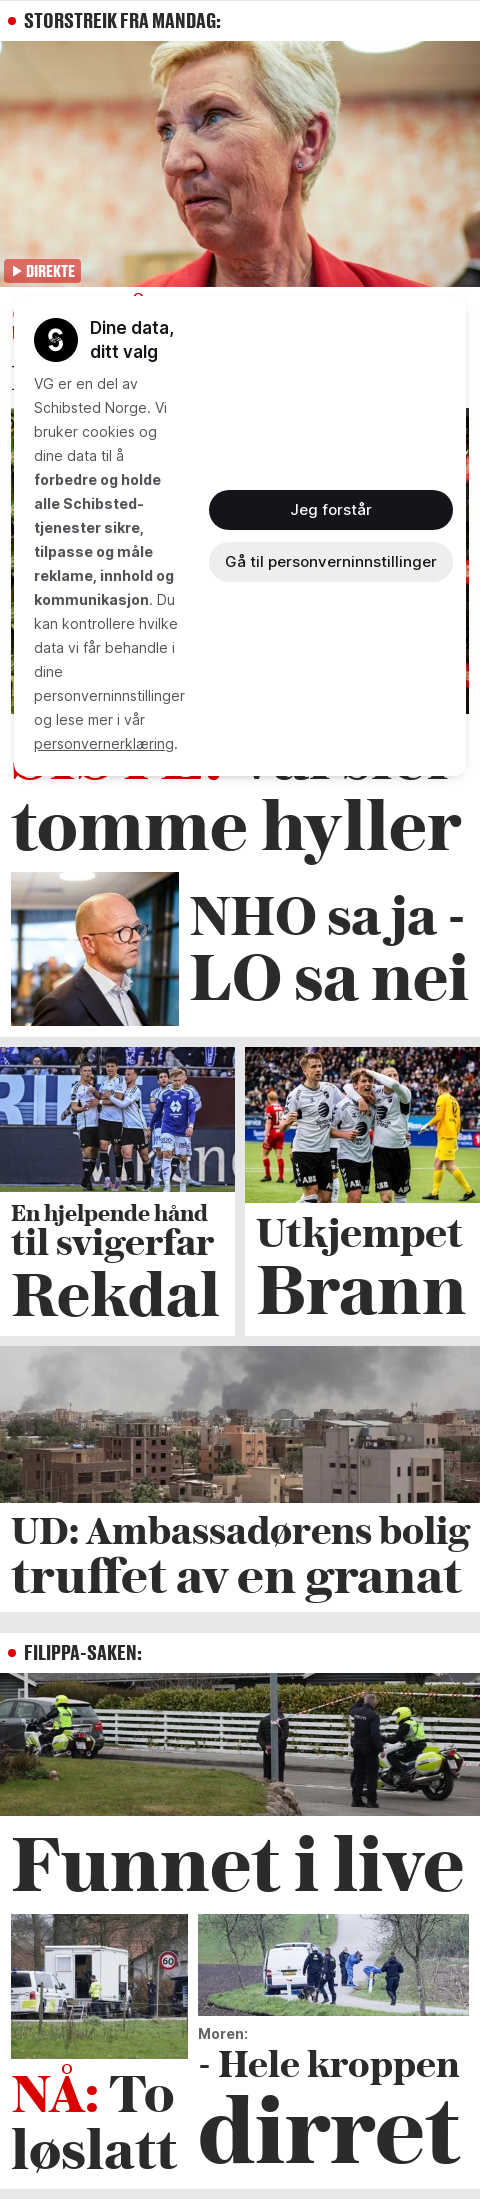 STORSTREIK FRA MANDAG:
DIREKTE
Dine data,
ditt valg
VG er en del av
Schibsted Norge. Vi
bruker cookies og
dine data til å
forbedre og holde
alle Schibsted-
tjenester sikre,
tilpasse og måle
reklame, innhold og
kommunikasjon. Du
kan kontrollere hvilke
data vi får behandle i
dine
personverninnstillinger
og lese mer i vår
personvernerklæring.
Jeg forstår
Gå til personverninnstillinger
tomme hyller
NHO sa ja -
LO sa nei
En hjelpende hånd
til svigerfar
Rekdal
Utkjempet
Brann
UD: Ambassadørens bolig
truffet av en granat
FILIPPA-SAKEN:
Funnet i live
60
NÅ: To
løslatt
Moren:
- Hele kroppen
dirret